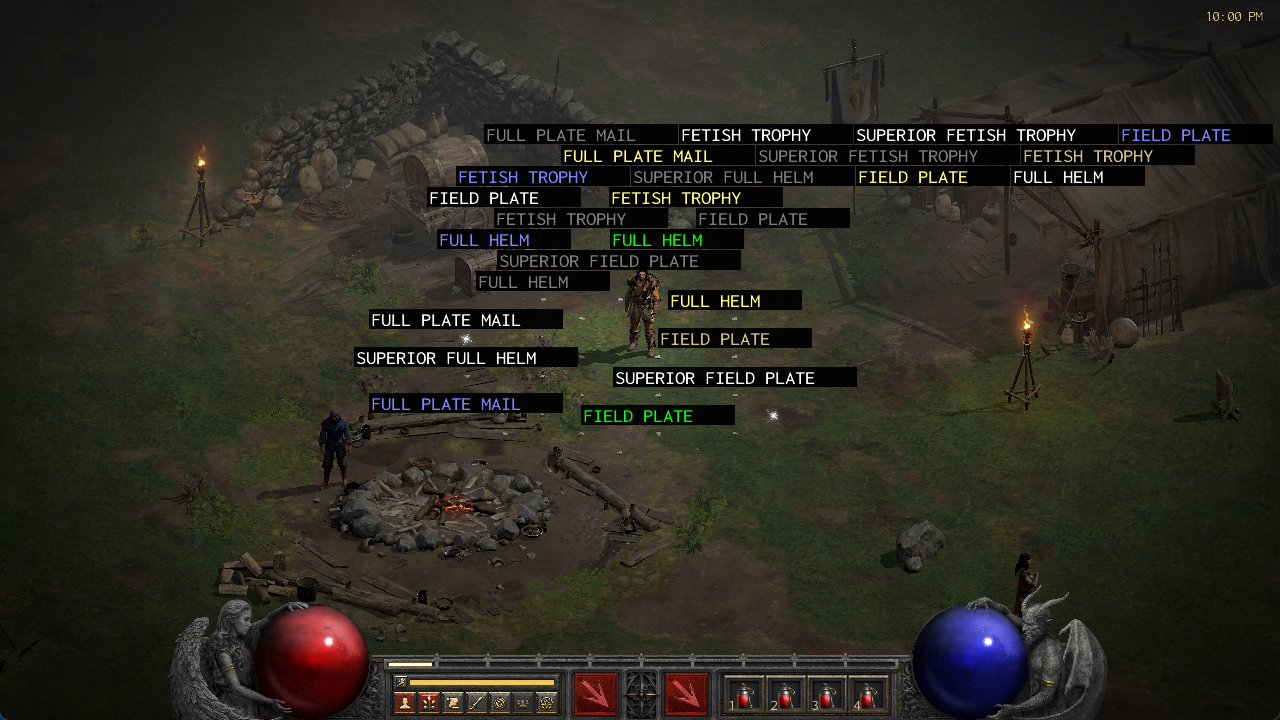 10:00 PM
FULL PLATE MAIL FETISH TROPHY SUPERIOR FETISH TROPHY FIELD PLATE
FULL PLATE MAIL SUPERIOR FETISH TROPHY FETISH TROPHY
FETISH TROPHY SUPERIOR FULL HELM FIELD PLATE FULL HELM
FIELD PLATE FETISH TROPHY
FETISH TROPHY FIELD PLATE
FULL HELM FULL HELM
SUPERIOR FIELD PLATE
FULL HELM
FULL HELM
FULL PLATE MAIL
FIELD PLATE
SUPERIOR FULL HELM
SUPERIOR FIELD PLATE
FULL PLATE MAIL
FIELD PLATE
1 2 3 4